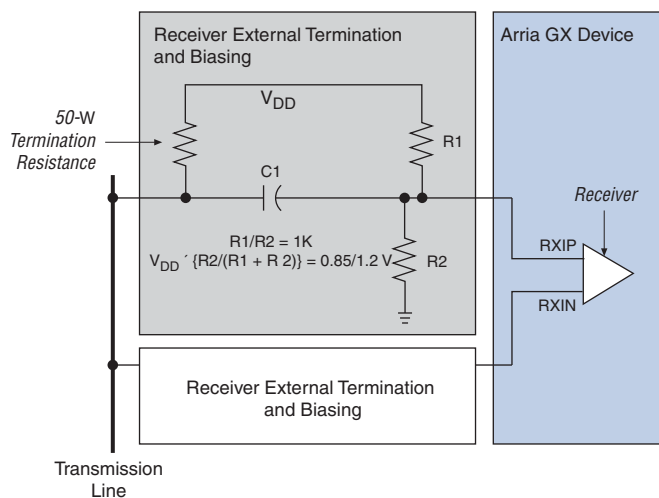 Receiver External Termination
and Biasing
Arria GX Device
V_DD
50-W
Termination
Resistance
R1
C1
Receiver
R1/R2 = 1K
V_DD ´ {R2/(R1 + R 2)} = 0.85/1.2 V
R2
RXIP
RXIN
Receiver External Termination
and Biasing
Transmission
Line